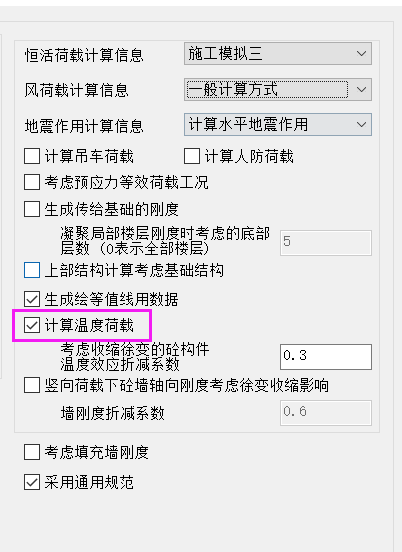 恒活荷载计算信息 施工模拟三
风荷载计算信息 一般计算方式
地震作用计算信息 计算水平地震作用
计算吊车荷载 计算人防荷载
考虑预应力等效荷载工况
生成传给基础的刚度
凝聚局部楼层刚度时考虑的底部
层数（0表示全部楼层） 5
上部结构计算考虑基础结构
生成绘等值线用数据
计算温度荷载
考虑收缩徐变的砼构件
温度效应折减系数 0.3
竖向荷载下砼墙轴向刚度考虑徐变收缩影响
墙刚度折减系数 0.6
考虑填充墙刚度
采用通用规范